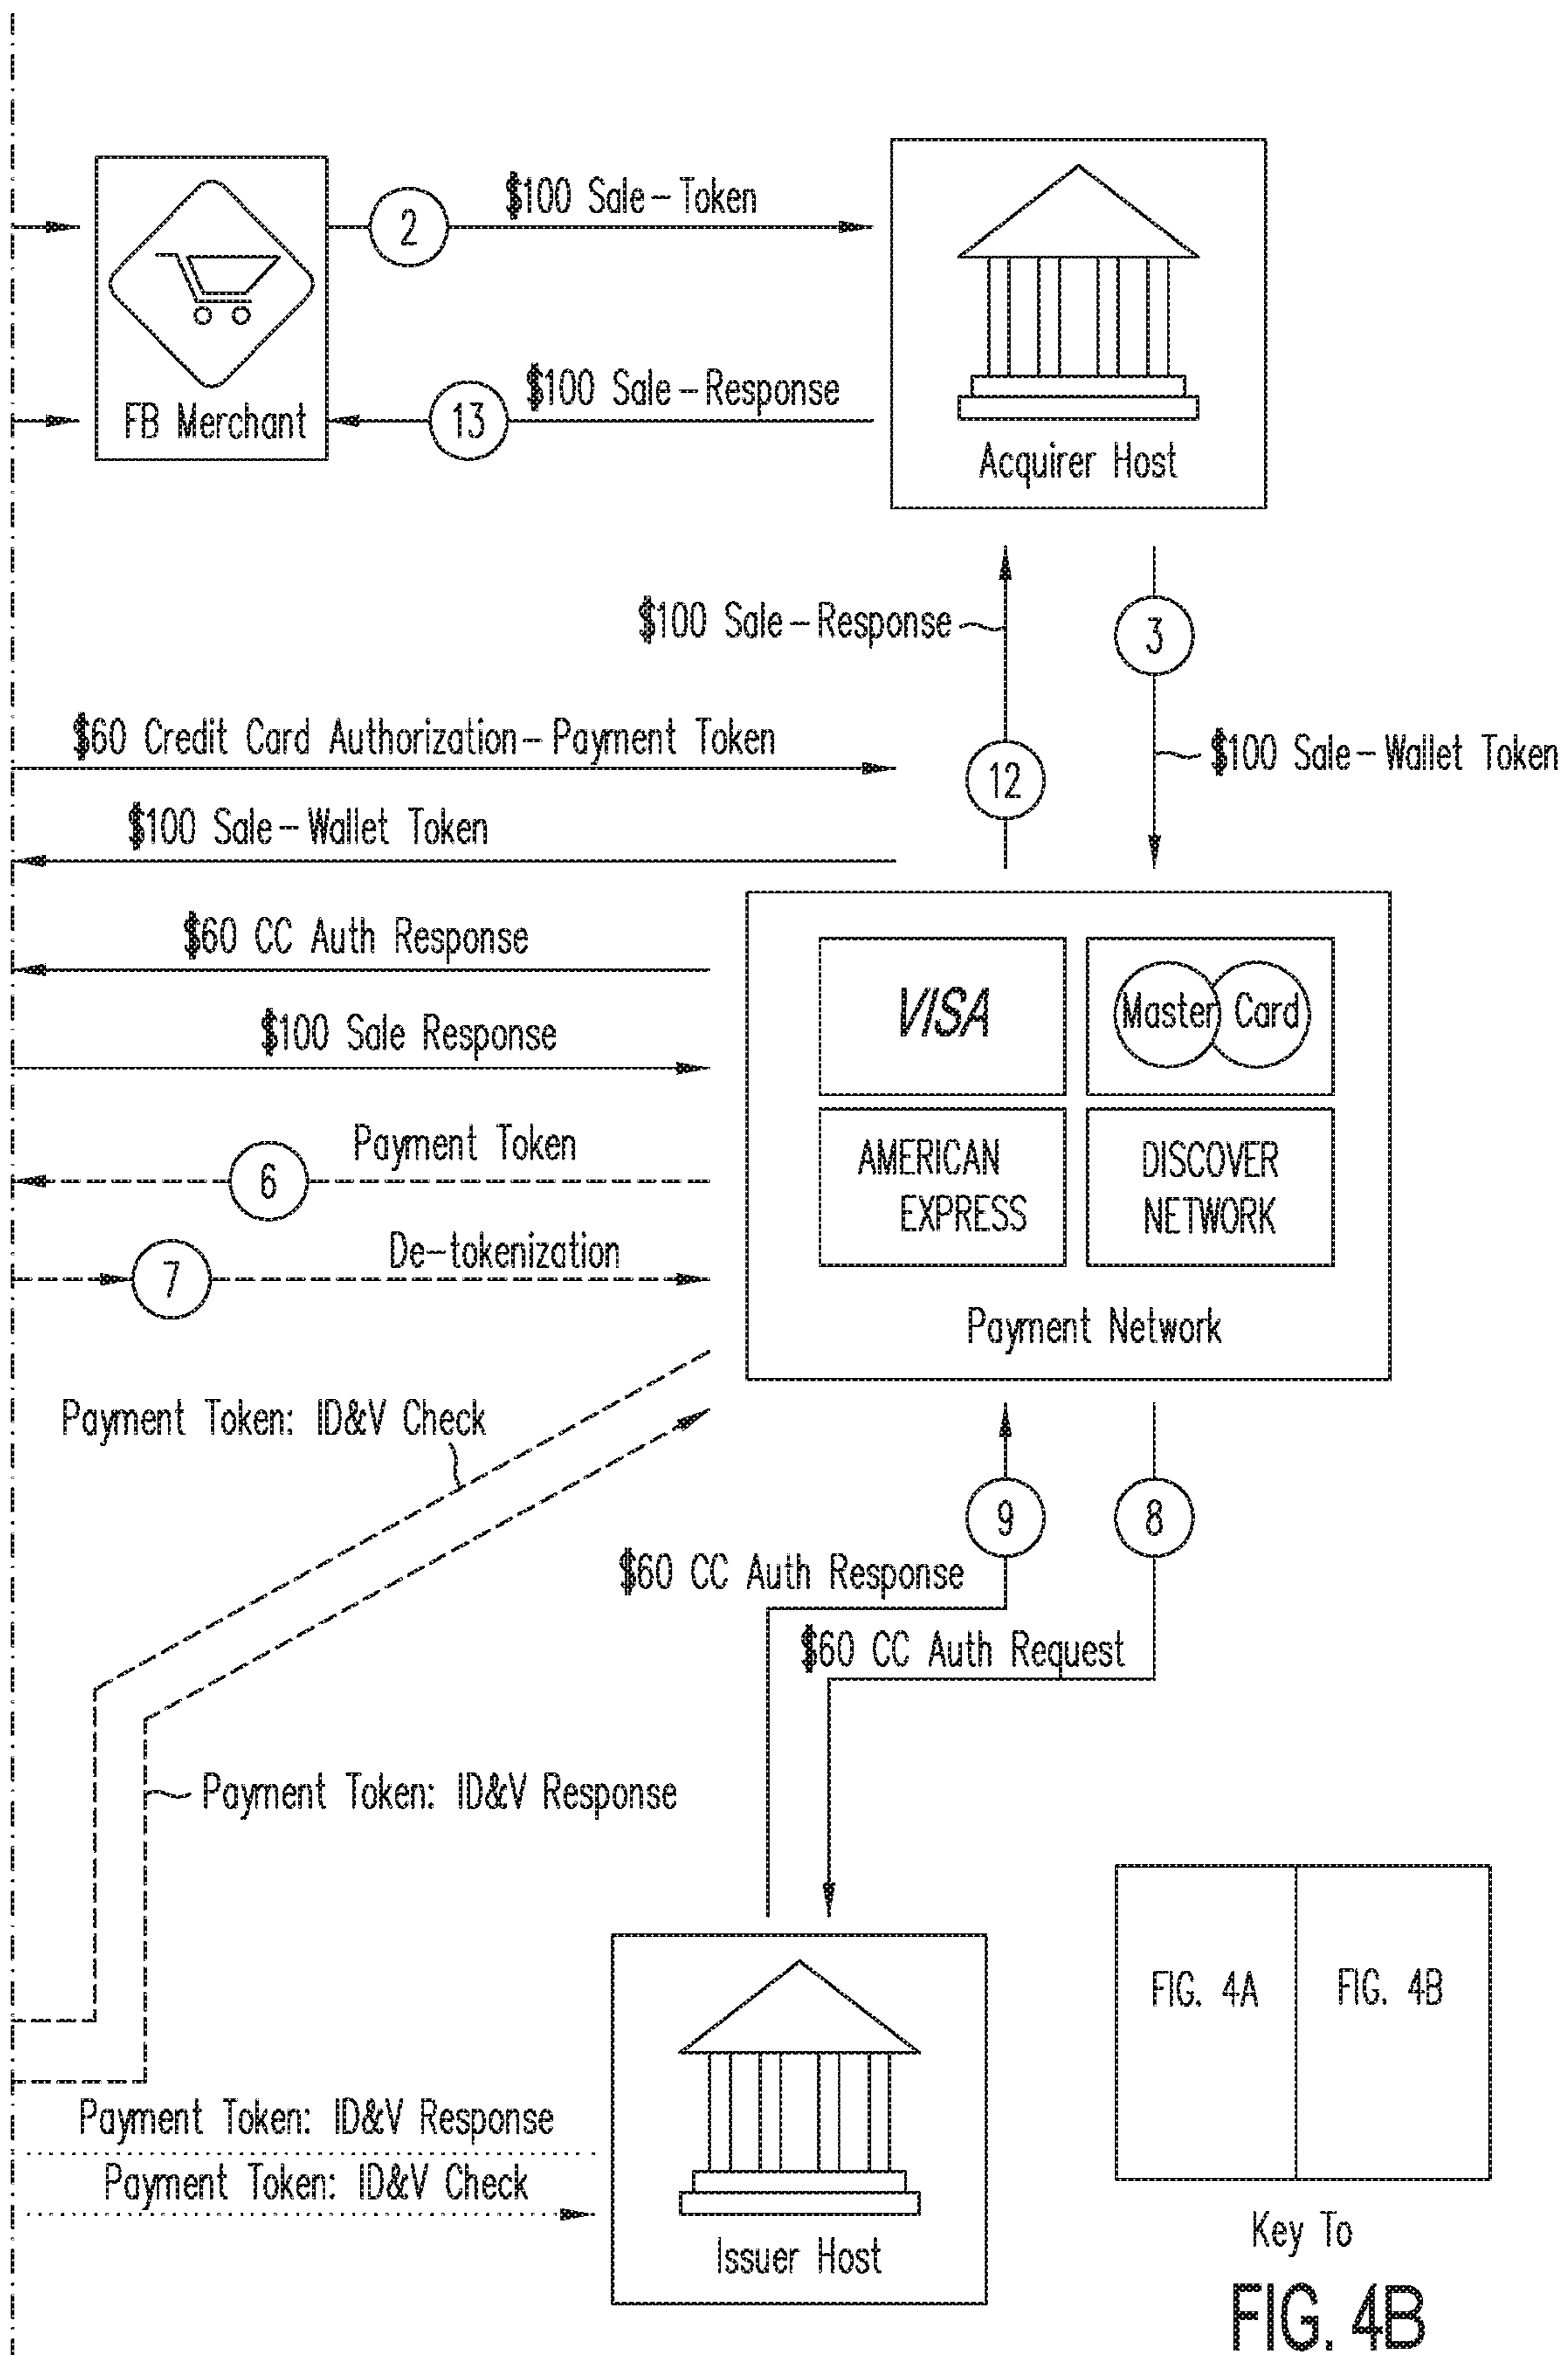 2
$100 Sale-Token
13
$100 Sale-Response
FB Merchant
Acquirer Host
$100 Sale-Response
3
$60 Credit Card Authorization-Payment Token
12
$100 Sale-Wallet Token
$100 Sale-Wallet Token
$60 CC Auth Response
$100 Sale Response
VISA
Master Card
AMERICAN
EXPRESS
DISCOVER
NETWORK
Payment Network
6
Payment Token
7
De-tokenization
Payment Token: ID&V Check
9
8
$60 CC Auth Response
$60 CC Auth Request
Payment Token: ID&V Response
Payment Token: ID&V Response
Payment Token: ID&V Check
Issuer Host
FIG. 4A
FIG. 4B
Key To
FIG. 4B